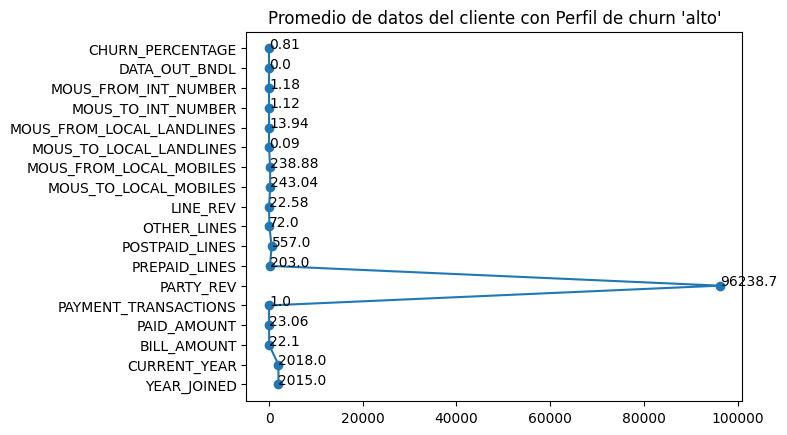 Promedio de datos del cliente con Perfil de churn 'alto'
CHURN_PERCENTAGE 0.81
DATA_OUT_BNDL 0.0
MOUS_FROM_INT_NUMBER 1.18
MOUS_TO_INT_NUMBER 1.12
MOUS_FROM_LOCAL_LANDLINES 13.94
MOUS_TO_LOCAL_LANDLINES 0.09
MOUS_FROM_LOCAL_MOBILES 238.88
MOUS_TO_LOCAL_MOBILES 243.04
LINE_REV 22.58
OTHER_LINES 72.0
POSTPAID_LINES 557.0
PREPAID_LINES 203.0
PARTY_REV 96238.7
PAYMENT_TRANSACTIONS 1.0
PAID_AMOUNT 23.06
BILL_AMOUNT 22.1
CURRENT_YEAR 2018.0
YEAR_JOINED 2015.0
0 20000 40000 60000 80000 100000